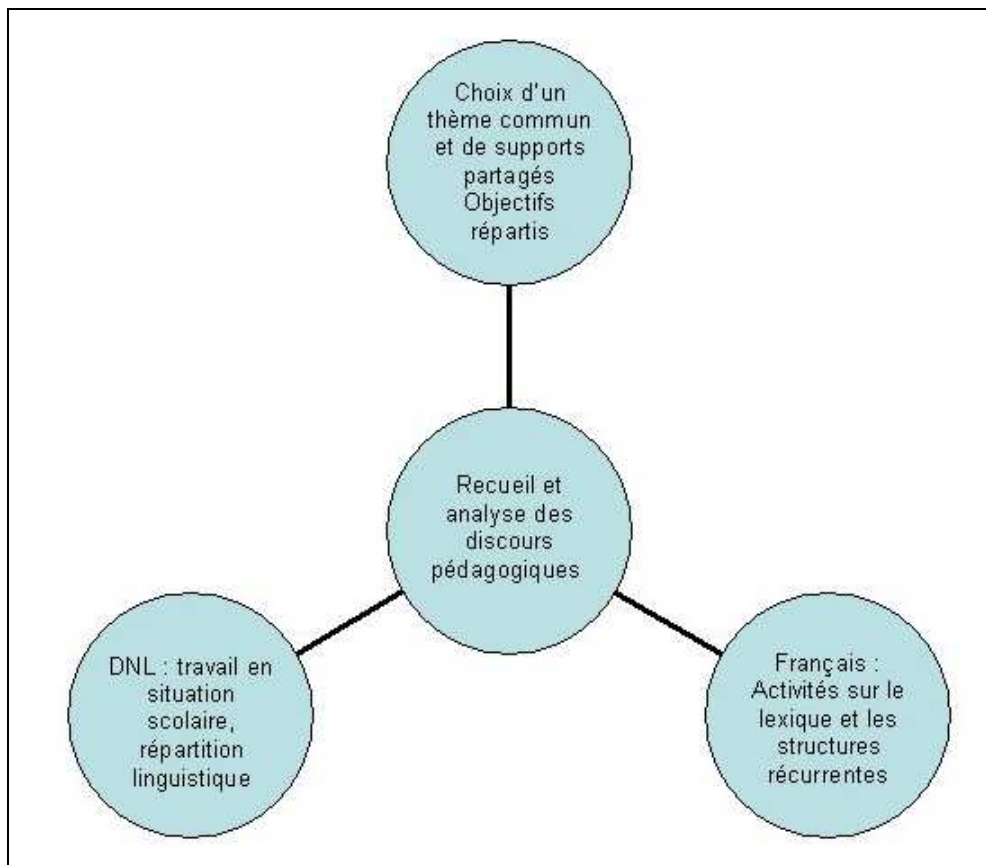 Choix d'un
thème commun
et de supports
partagés
Objectifs
répartis
Recueil et
analyse des
discours
pédagogiques
DNL : travail en
situation
scolaire,
répartition
linguistique
Français :
Activités sur le
lexique et les
structures
récurrentes